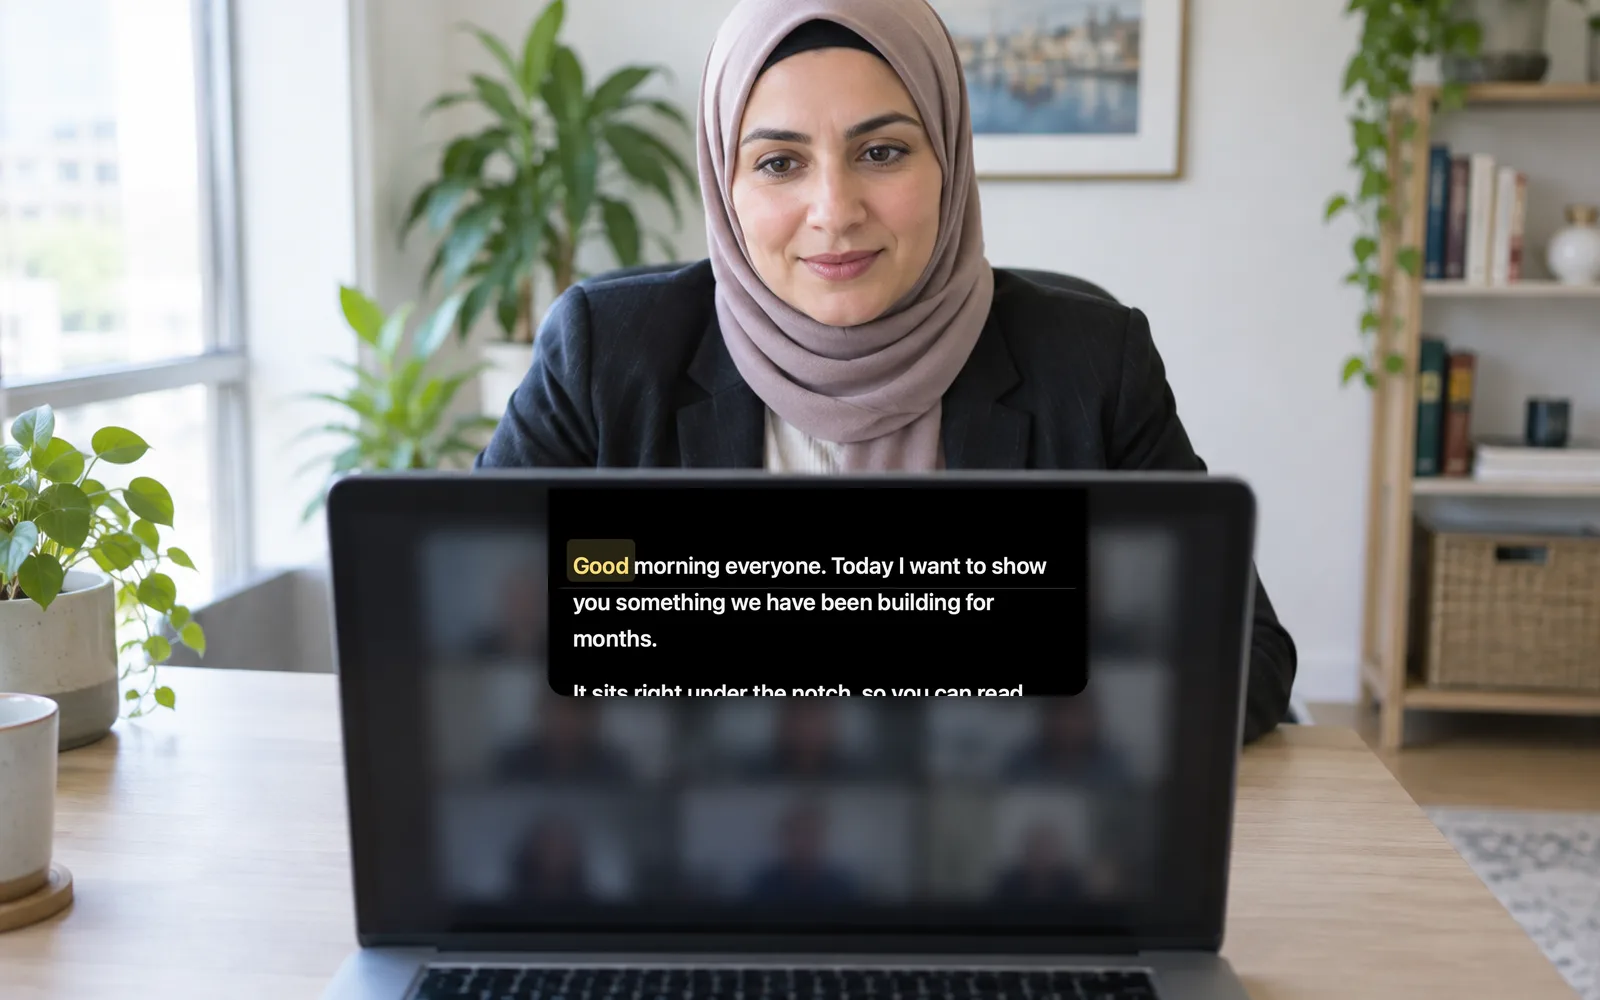 Good morning everyone. Today I want to show
you something we have been building for
months.
It sits right under the notch, so you can read